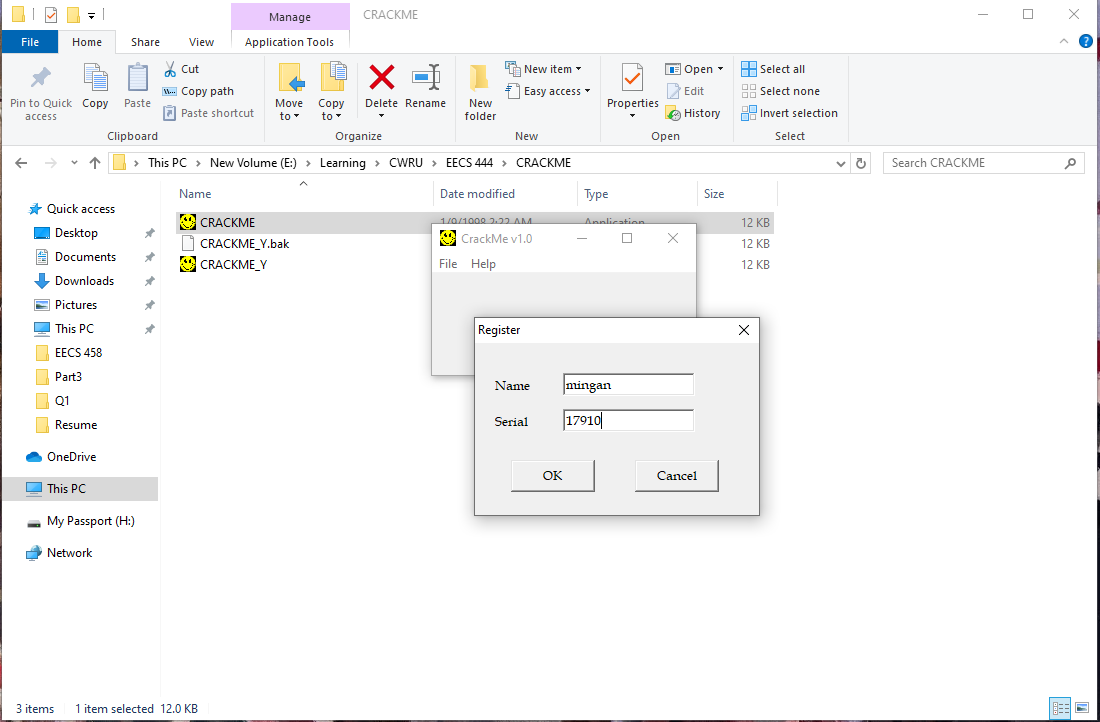 Manage
CRACKME
File
Home
Share
View
Application Tools
Pin to Quick access
Copy
Paste
Cut
Copy path
Paste shortcut
Move to
Copy to
Delete
Rename
New folder
New item
Easy access
Properties
Open
Edit
History
Select all
Select none
Invert selection
Clipboard
Organize
New
Open
Select
This PC > New Volume (E:) > Learning > CWRU > EECS 444 > CRACKME
Search CRACKME
Name
Date modified
Type
Size
Quick access
Desktop
Documents
Downloads
Pictures
This PC
EECS 458
Part3
Q1
Resume
OneDrive
This PC
My Passport (H:)
Network
CRACKME
1/9/1998 2:22 AM
Application
12 KB
CRACKME_Y.bak
12 KB
CRACKME_Y
12 KB
CrackMe v1.0
File
Help
Register
Name
mingan
Serial
17910
OK
Cancel
3 items
1 item selected
12.0 KB